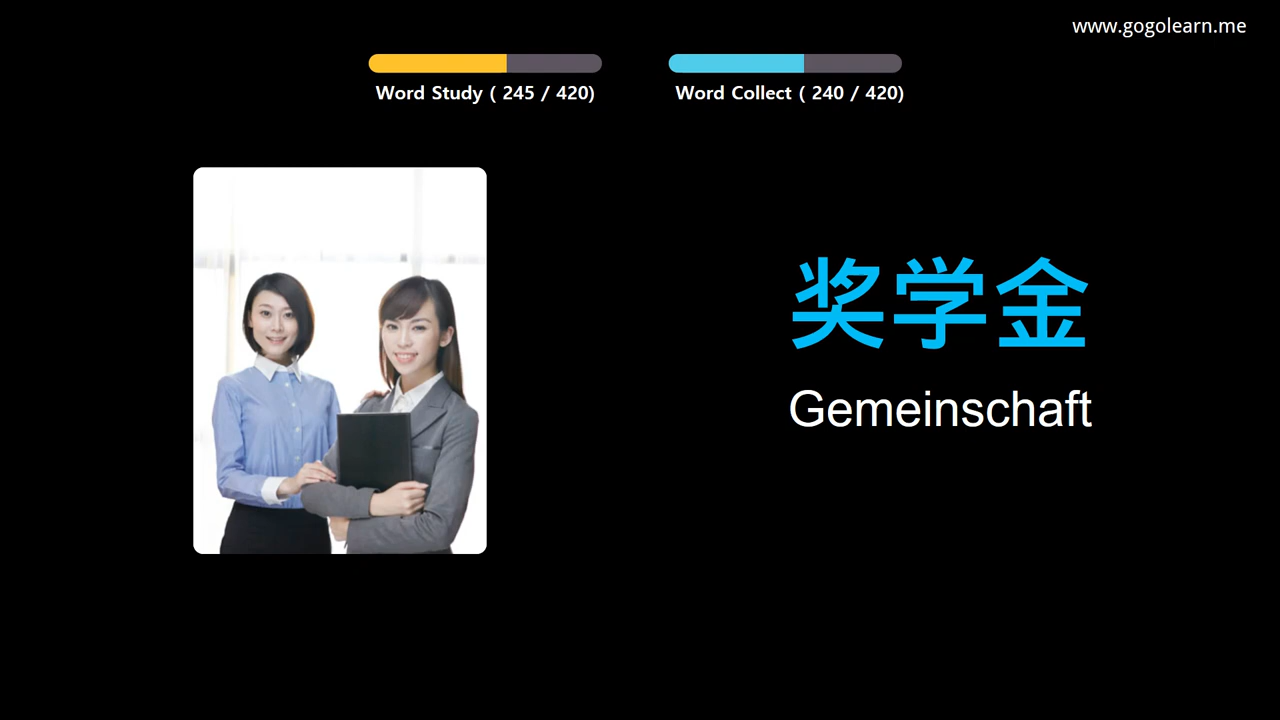 www.gogolearn.me
Word Study ( 245 / 420)
Word Collect ( 240 / 420)
奖学金
Gemeinschaft